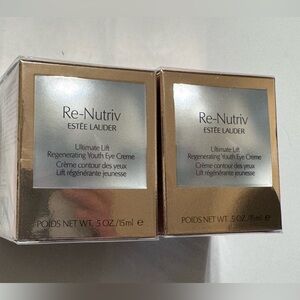 Re-Nutriv
ESTĒE LAUDER
Ultimate Lift
Regenerating Youth Eye Creme
Crème contour des yeux
Lift régénérante jeunesse
POIDS NET WT. .5 OZ./15ml ℮
Re-Nutriv
ESTĒE LAUDER
Ultimate Lift
Regenerating Youth Eye Creme
Crème contour des yeux
Lift régénérante jeunesse
POIDS NET WT. .5 OZ./15ml ℮